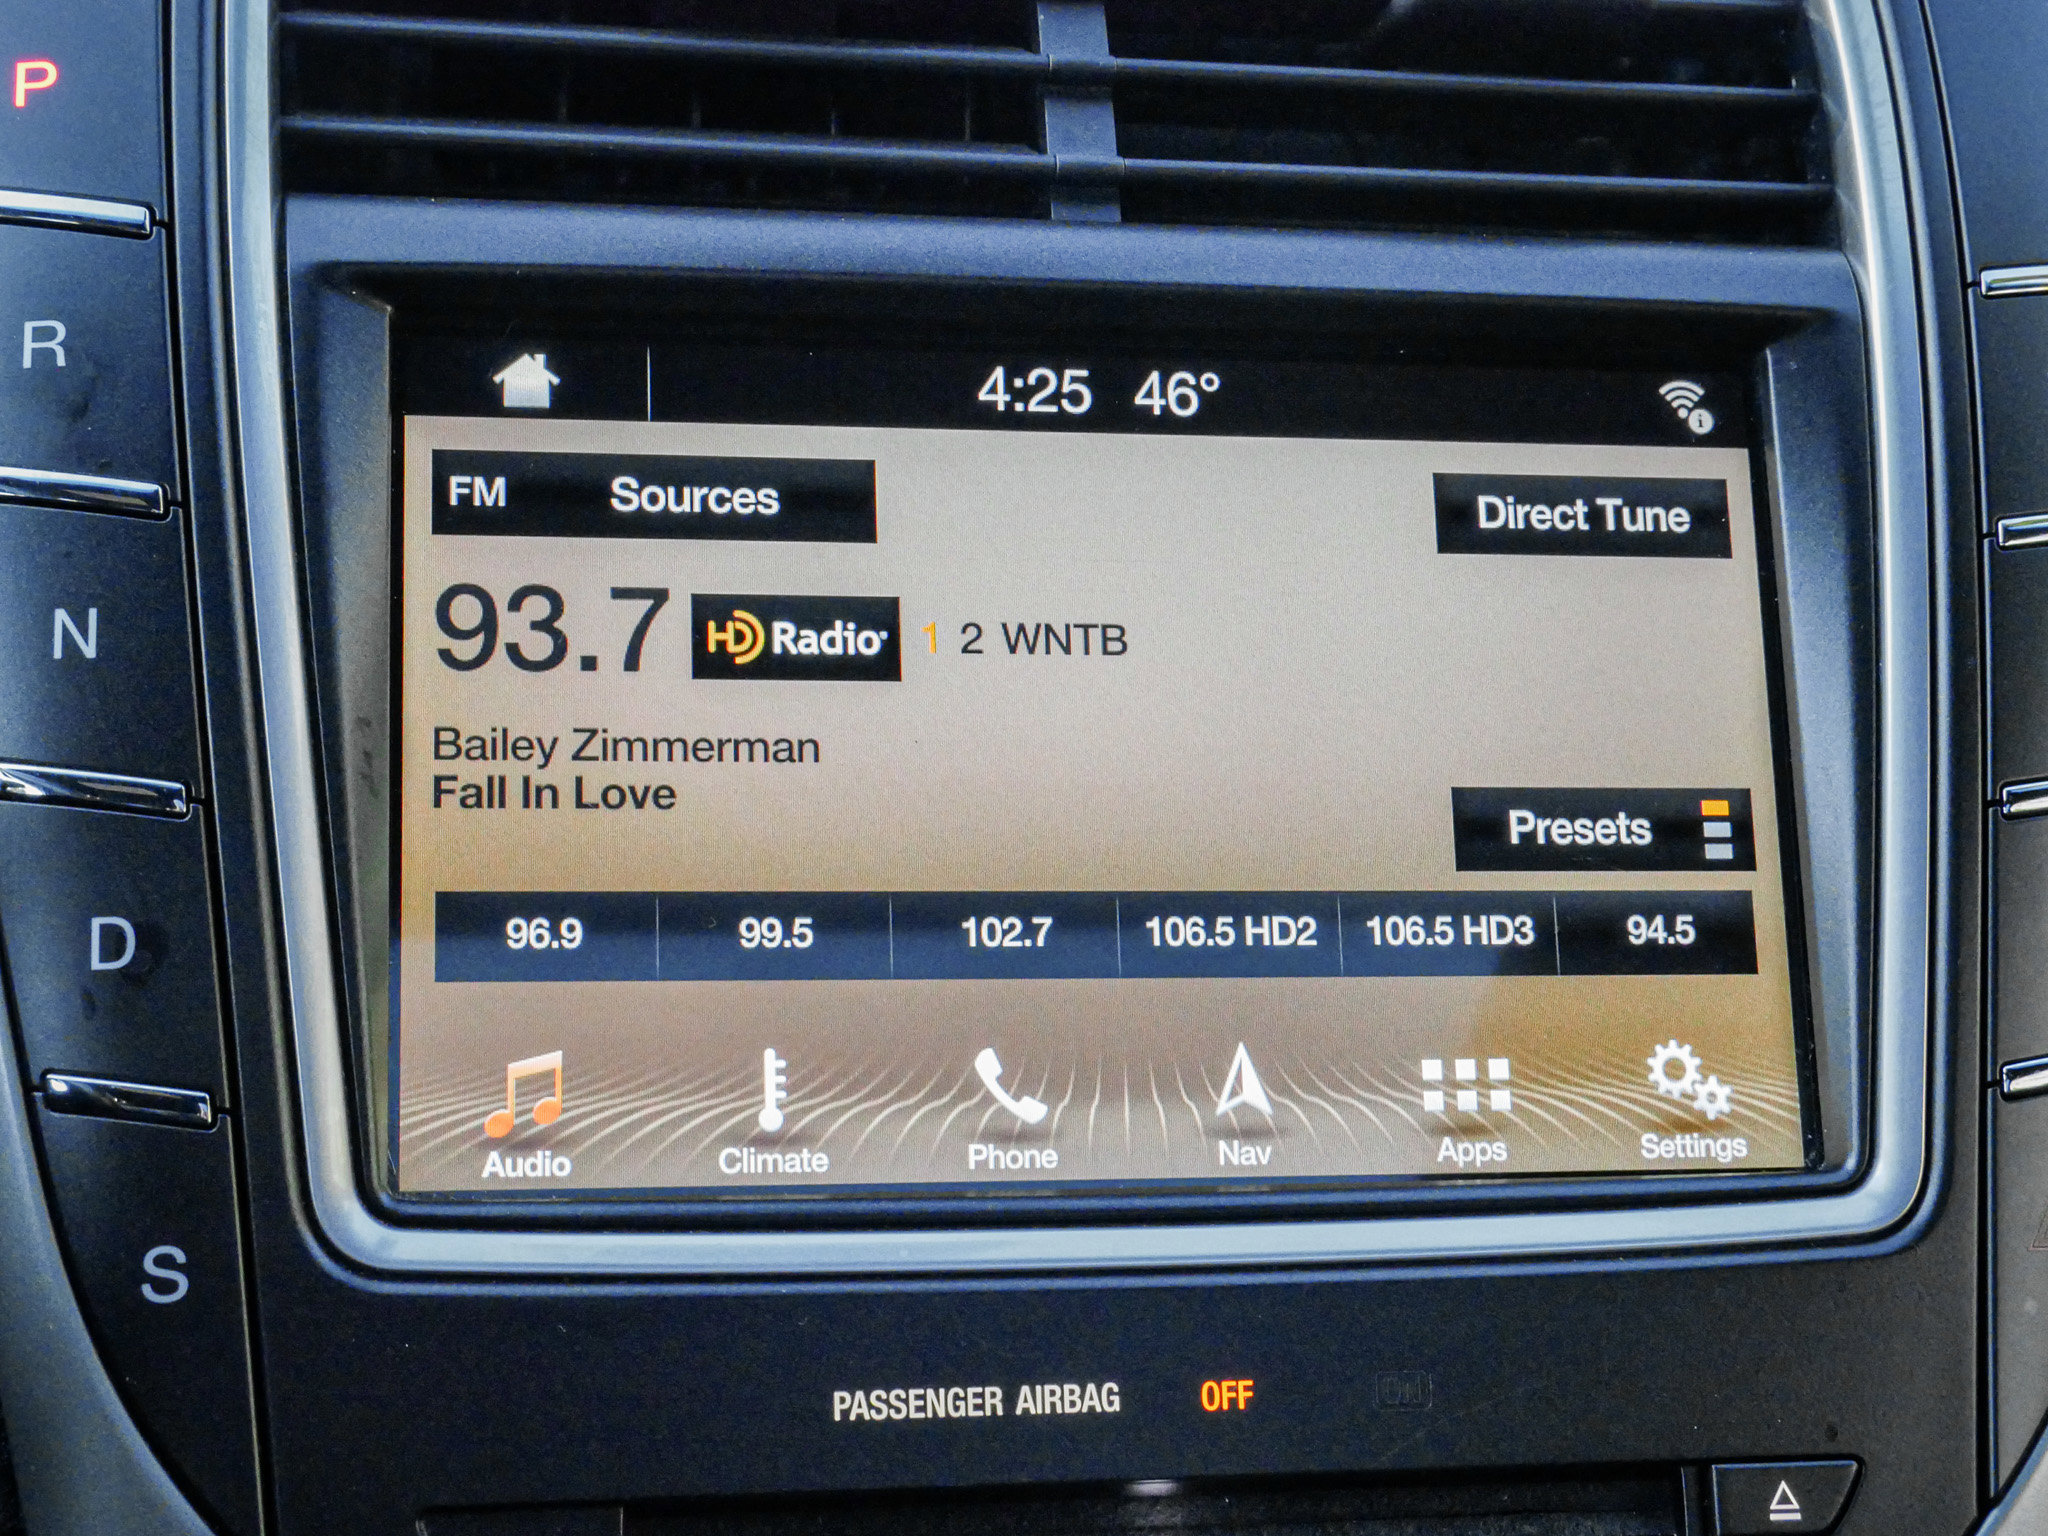 P
R
N
D
S
4:25 46°
FM Sources
Direct Tune
93.7 HD Radio 1 2 WNTB
Bailey Zimmerman
Fall In Love
Presets
96.9 99.5 102.7 106.5 HD2 106.5 HD3 94.5
Audio Climate Phone Nav Apps Settings
PASSENGER AIRBAG OFF ON